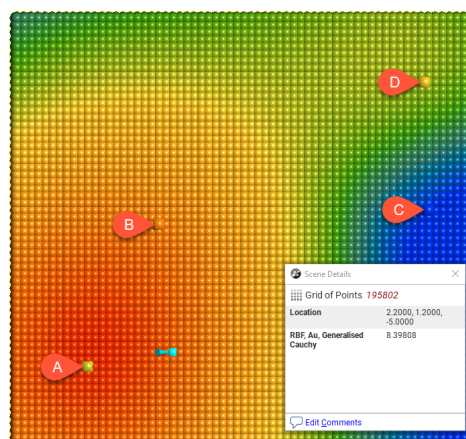 D
C
B
A
Scene Details
Grid of Points 195802
Location 2.2000, 1.2000,
-5.0000
RBF, Au, Generalised 8.39808
Cauchy
Edit Comments